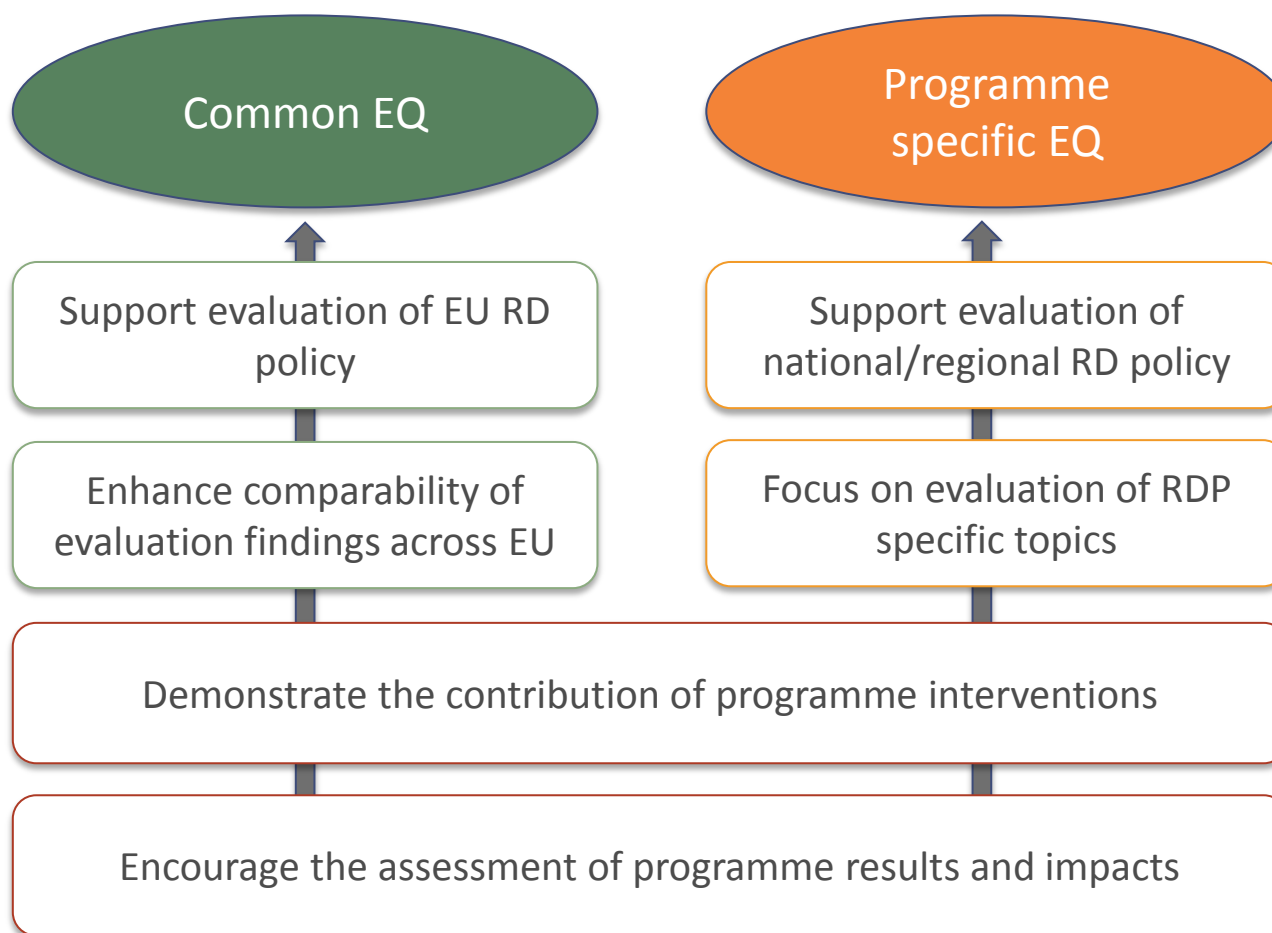 Common EQ
Programme
specific EQ
Support evaluation of EU RD
policy
Support evaluation of
national/regional RD policy
Enhance comparability of
evaluation findings across EU
Focus on evaluation of RDP
specific topics
Demonstrate the contribution of programme interventions
Encourage the assessment of programme results and impacts